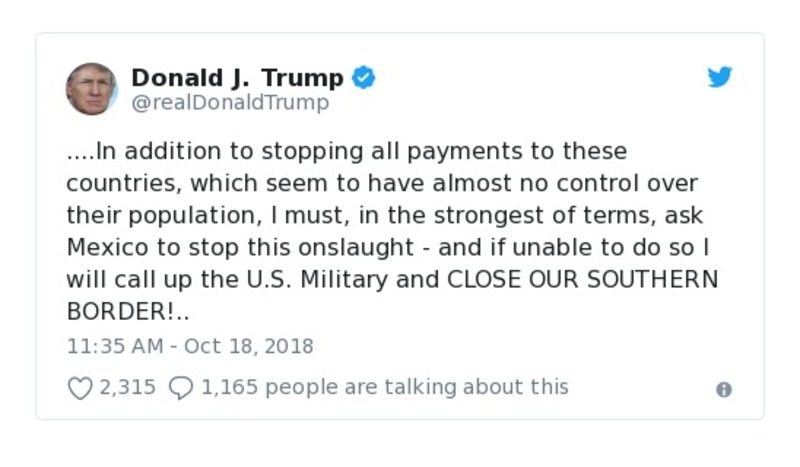 Donald J. Trump
@realDonaldTrump
....In addition to stopping all payments to these
countries, which seem to have almost no control over
their population, I must, in the strongest of terms, ask
Mexico to stop this onslaught - and if unable to do so I
will call up the U.S. Military and CLOSE OUR SOUTHERN
BORDER!..
11:35 AM - Oct 18, 2018
2,315 1,165 people are talking about this